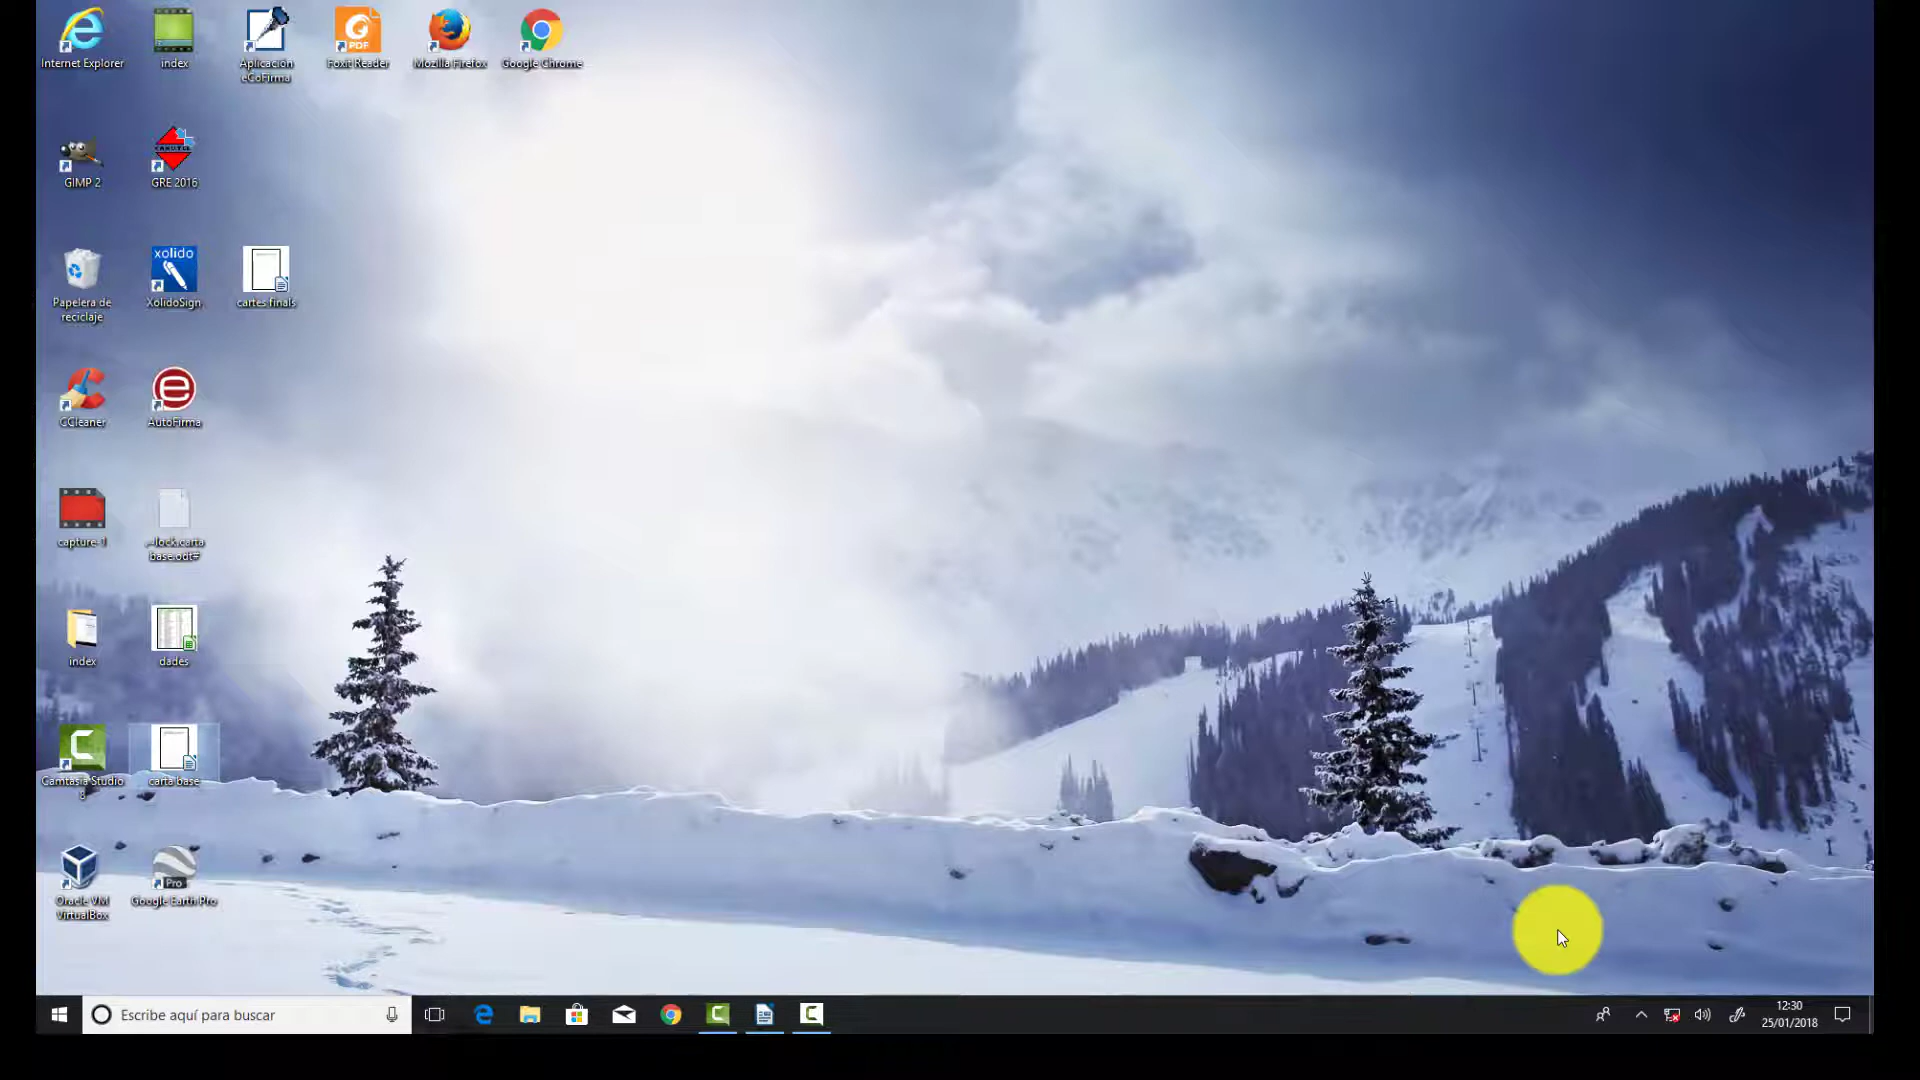 Internet Explorer
index
Aplicación
eCoFirma
Foxit Reader
Mozilla Firefox
Google Chrome
GIMP 2
GRE 2016
Papelera de
reciclaje
xolido
XolidoSign
cartes finals
CCleaner
AutoFirma
capture-1
.~lock.carta
base.odt#
index
dades
Camtasia Studio
8
carta base
Oracle VM
VirtualBox
Pro
Google Earth Pro
PDF
Escribe aquí para buscar
12:30
25/01/2018